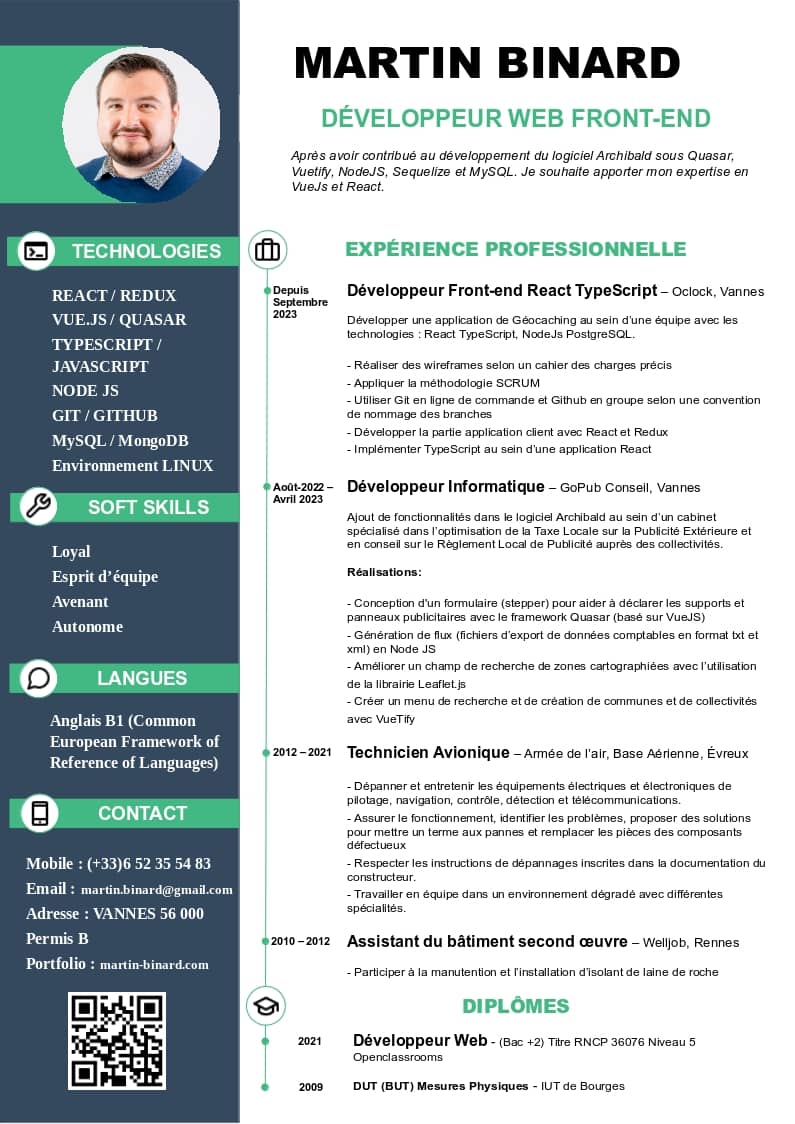 MARTIN BINARD
DÉVELOPPEUR WEB FRONT-END
Après avoir contribué au développement du logiciel Archibald sous Quasar,
Vuetify, NodeJS, Sequelize et MySQL. Je souhaite apporter mon expertise en
VueJs et React.
TECHNOLOGIES
REACT / REDUX
VUE.JS / QUASAR
TYPESCRIPT /
JAVASCRIPT
NODE JS
GIT / GITHUB
MySQL / MongoDB
Environnement LINUX
SOFT SKILLS
Loyal
Esprit d’équipe
Avenant
Autonome
LANGUES
Anglais B1 (Common
European Framework of
Reference of Languages)
CONTACT
Mobile : (+33)6 52 35 54 83
Email : martin.binard@gmail.com
Adresse : VANNES 56 000
Permis B
Portfolio : martin-binard.com
EXPÉRIENCE PROFESSIONNELLE
Depuis
Septembre
2023
Développeur Front-end React TypeScript – Oclock, Vannes
Développer une application de Géocaching au sein d’une équipe avec les
technologies : React TypeScript, NodeJs PostgreSQL.
- Réaliser des wireframes selon un cahier des charges précis
- Appliquer la méthodologie SCRUM
- Utiliser Git en ligne de commande et Github en groupe selon une convention
de nommage des branches
- Développer la partie application client avec React et Redux
- Implémenter TypeScript au sein d’une application React
Août-2022 –
Avril 2023
Développeur Informatique – GoPub Conseil, Vannes
Ajout de fonctionnalités dans le logiciel Archibald au sein d’un cabinet
spécialisé dans l’optimisation de la Taxe Locale sur la Publicité Extérieure et
en conseil sur le Règlement Local de Publicité auprès des collectivités.
Réalisations:
- Conception d'un formulaire (stepper) pour aider à déclarer les supports et
panneaux publicitaires avec le framework Quasar (basé sur VueJS)
- Génération de flux (fichiers d’export de données comptables en format txt et
xml) en Node JS
- Améliorer un champ de recherche de zones cartographiées avec l’utilisation
de la librairie Leaflet.js
- Créer un menu de recherche et de création de communes et de collectivités
avec VueTify
2012 – 2021
Technicien Avionique – Armée de l’air, Base Aérienne, Évreux
- Dépanner et entretenir les équipements électriques et électroniques de
pilotage, navigation, contrôle, détection et télécommunications.
- Assurer le fonctionnement, identifier les problèmes, proposer des solutions
pour mettre un terme aux pannes et remplacer les pièces des composants
défectueux
- Respecter les instructions de dépannages inscrites dans la documentation du
constructeur.
- Travailler en équipe dans un environnement dégradé avec différentes
spécialités.
2010 – 2012
Assistant du bâtiment second œuvre – Welljob, Rennes
- Participer à la manutention et l’installation d’isolant de laine de roche
DIPLÔMES
2021
Développeur Web - (Bac +2) Titre RNCP 36076 Niveau 5
Openclassrooms
2009
DUT (BUT) Mesures Physiques - IUT de Bourges